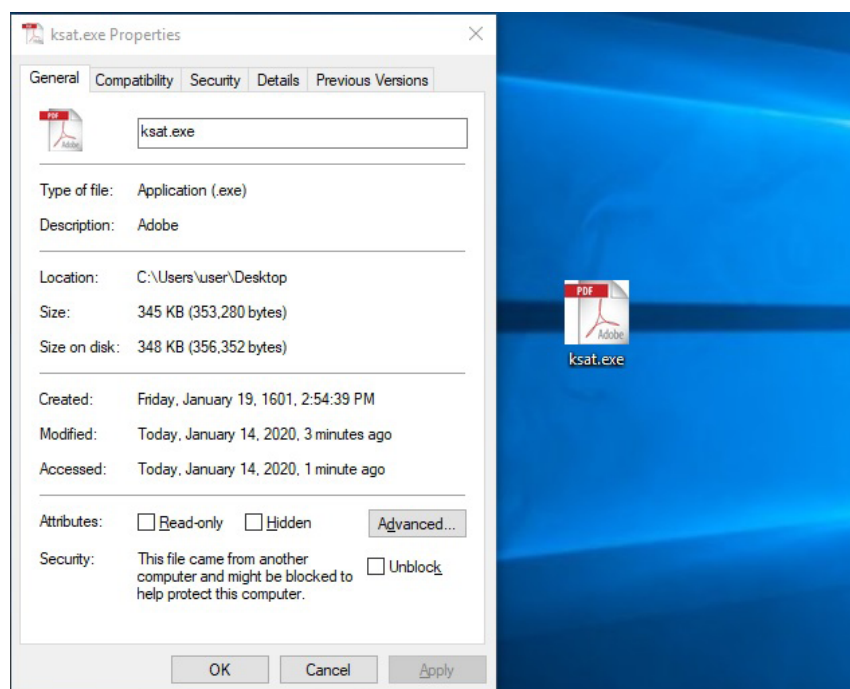 ksat.exe Properties
General Compatibility Security Details Previous Versions
PDF
Adobe
ksat.exe
Type of file: Application (.exe)
Description: Adobe
Location: C:\Users\user\Desktop
Size: 345 KB (353,280 bytes)
Size on disk: 348 KB (356,352 bytes)
Created: Friday, January 19, 1601, 2:54:39 PM
Modified: Today, January 14, 2020, 3 minutes ago
Accessed: Today, January 14, 2020, 1 minute ago
Attributes: Read-only Hidden Advanced...
Security: This file came from another
computer and might be blocked to
help protect this computer.
Unblock
OK Cancel Apply
PDF
Adobe
ksat.exe